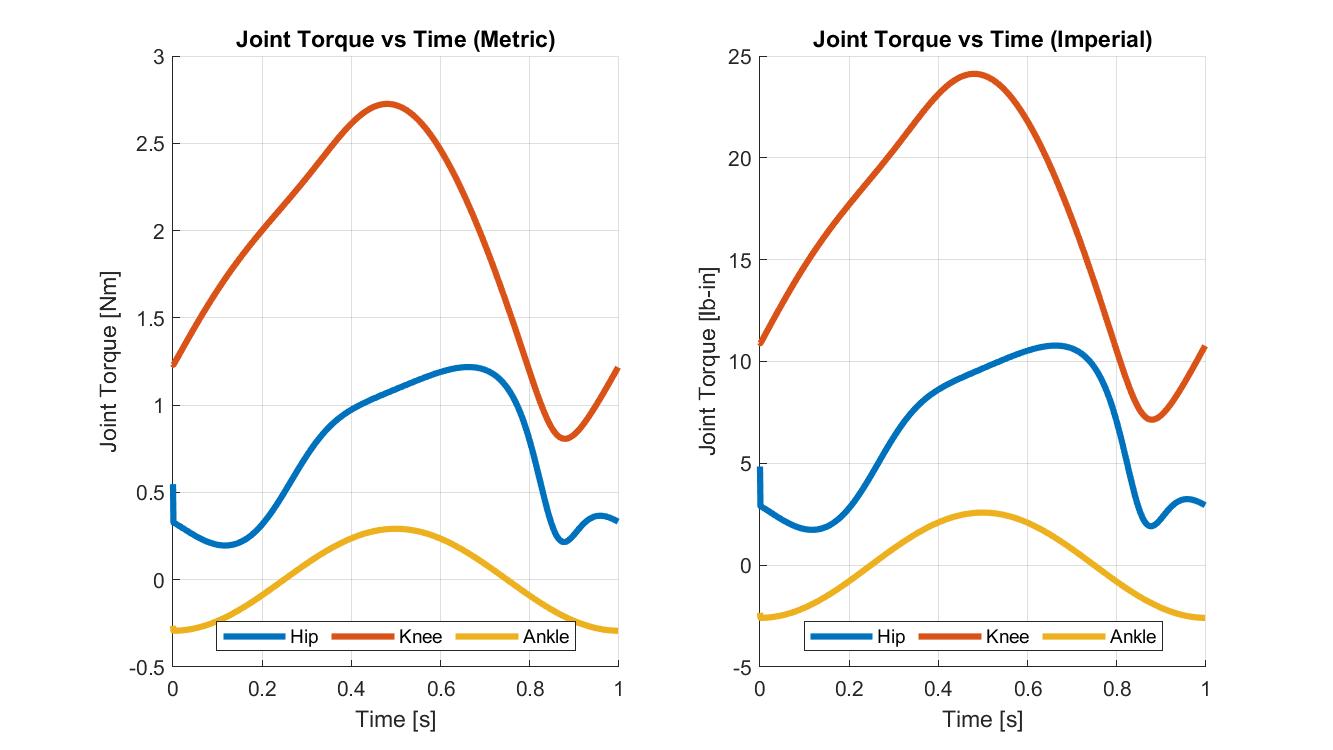 Joint Torque vs Time (Metric)
3
2.5
2
1.5
1
0.5
0
-0.5
Joint Torque [Nm]
Hip Knee Ankle
0 0.2 0.4 0.6 0.8 1
Time [s]
Joint Torque vs Time (Imperial)
25
20
15
10
5
0
-5
Joint Torque [lb-in]
Hip Knee Ankle
0 0.2 0.4 0.6 0.8 1
Time [s]